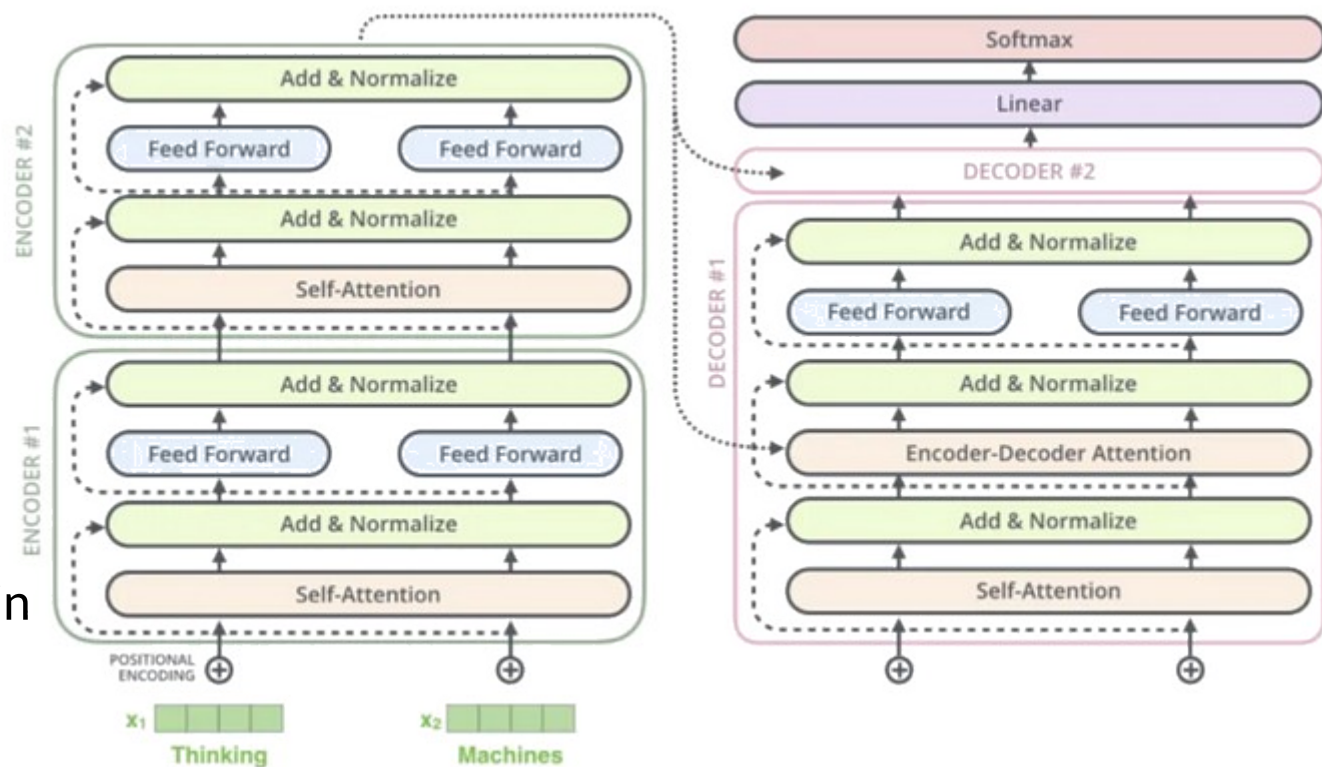 ENCODER #2
Add & Normalize
Feed Forward
Feed Forward
Add & Normalize
Self-Attention
ENCODER #1
Add & Normalize
Feed Forward
Feed Forward
Add & Normalize
Self-Attention
n
POSITIONAL
ENCODING
x₁
x₂
Thinking
Machines
Softmax
Linear
DECODER #2
DECODER #1
Add & Normalize
Feed Forward
Feed Forward
Add & Normalize
Encoder-Decoder Attention
Add & Normalize
Self-Attention